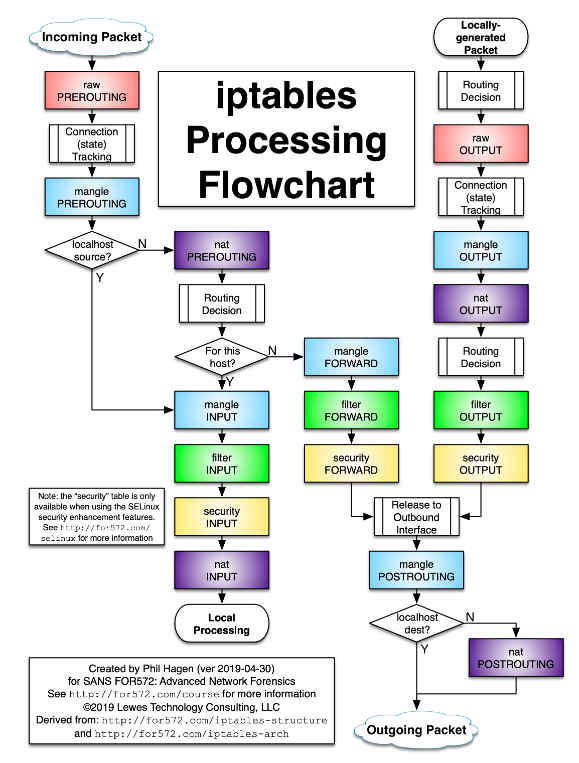 Incoming Packet
raw
PREROUTING
Connection
(state)
Tracking
mangle
PREROUTING
localhost
source?
N
Y
iptables
Processing
Flowchart
nat
PREROUTING
Routing
Decision
For this
host?
N
Y
mangle
FORWARD
filter
FORWARD
security
FORWARD
mangle
INPUT
filter
INPUT
security
INPUT
nat
INPUT
Local
Processing
Note: the “security” table is only
available when using the SELinux
security enhancement features.
See http://for572.com/
selinux for more information
Locally-
generated
Packet
Routing
Decision
raw
OUTPUT
Connection
(state)
Tracking
mangle
OUTPUT
nat
OUTPUT
Routing
Decision
filter
OUTPUT
security
OUTPUT
Release to
Outbound
Interface
mangle
POSTROUTING
localhost
dest?
N
Y
nat
POSTROUTING
Outgoing Packet
Created by Phil Hagen (ver 2019-04-30)
for SANS FOR572: Advanced Network Forensics
See http://for572.com/course for more information
©2019 Lewes Technology Consulting, LLC
Derived from: http://for572.com/iptables-structure
and http://for572.com/iptables-arch